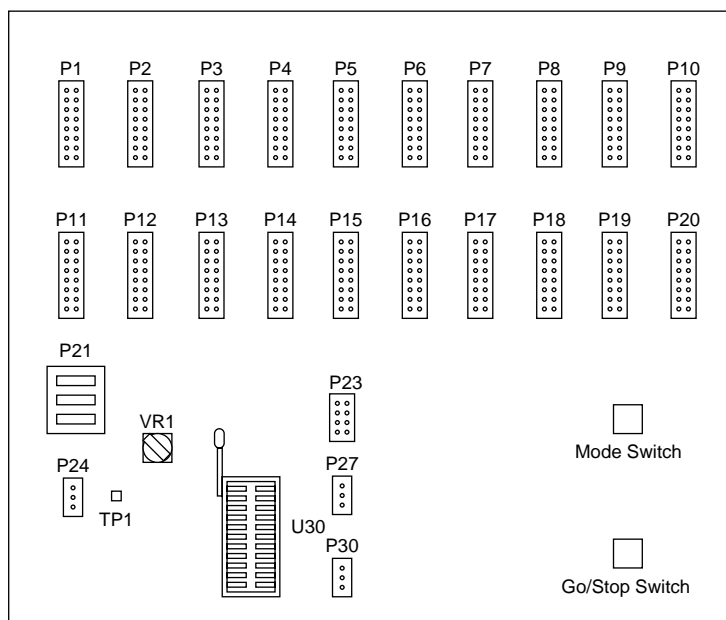 P1 P2 P3 P4 P5 P6 P7 P8 P9 P10
P11 P12 P13 P14 P15 P16 P17 P18 P19 P20
P21
P23
VR1
Mode Switch
P24
P27
TP1
U30
P30
Go/Stop Switch